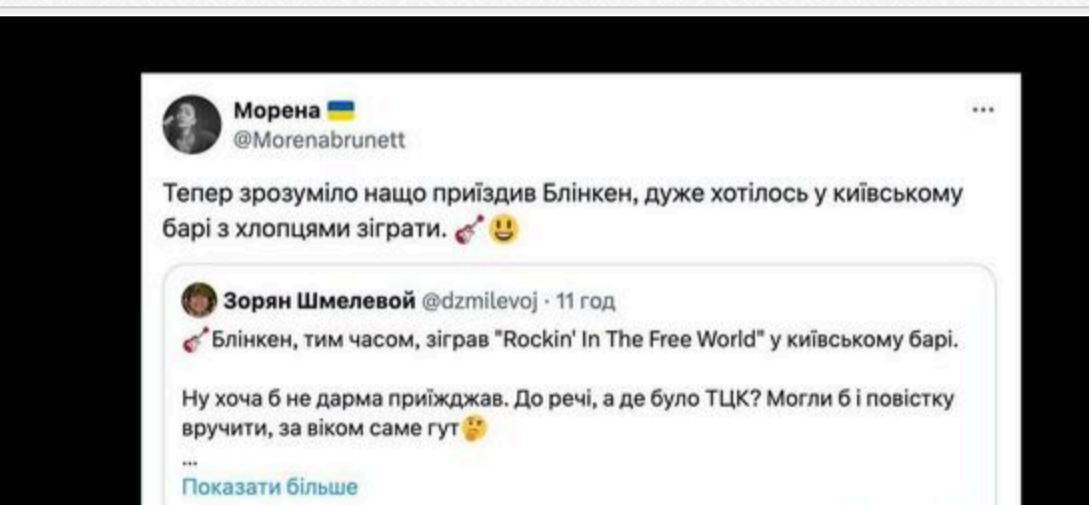 Морена 🇺🇦
@Morenabrunett
Тепер зрозуміло нащо приїздив Блінкен, дуже хотілось у київському
барі з хлопцями зіграти. 🎸😃
Зорян Шмелевой @dzmilevoj · 11 год
🎸Блінкен, тим часом, зіграв "Rockin' In The Free World" у київському барі.
Ну хоча б не дарма приїжджав. До речі, а де було ТЦК? Могли б і повістку
вручити, за віком саме гут🤔
...
Показати більше